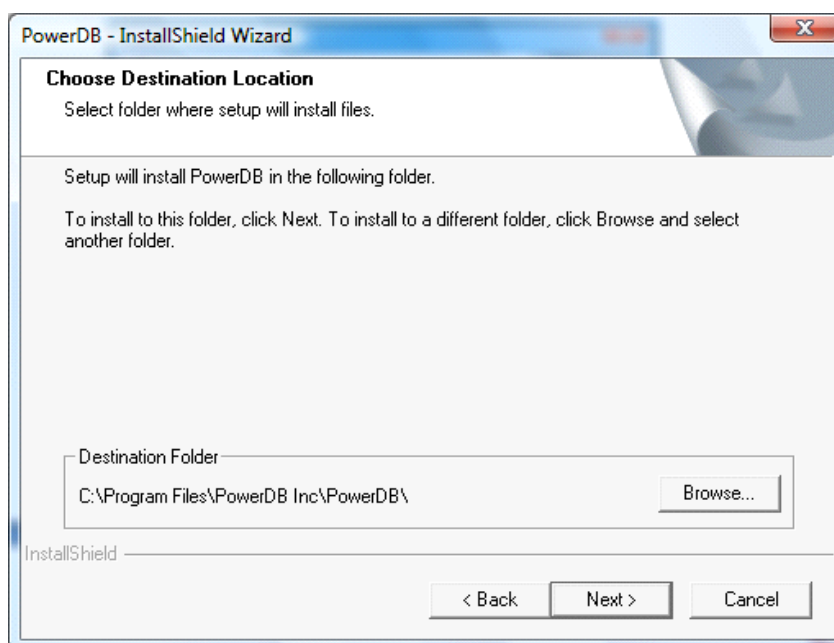 PowerDB - InstallShield Wizard
Choose Destination Location
Select folder where setup will install files.
Setup will install PowerDB in the following folder.
To install to this folder, click Next. To install to a different folder, click Browse and select
another folder.
Destination Folder
C:\Program Files\PowerDB Inc\PowerDB\
Browse...
InstallShield
< Back
Next >
Cancel